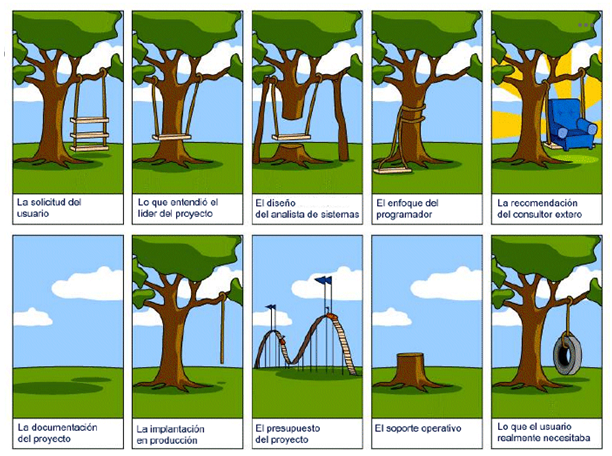 La solicitud del
usuario
Lo que entendió el
líder del proyecto
El diseño
del analista de sistemas
El enfoque del
programador
La recomendación
del consultor extero
La documentación
del proyecto
La implantación
en producción
El presupuesto
del proyecto
El soporte operativo
Lo que el usuario
realmente necesitaba